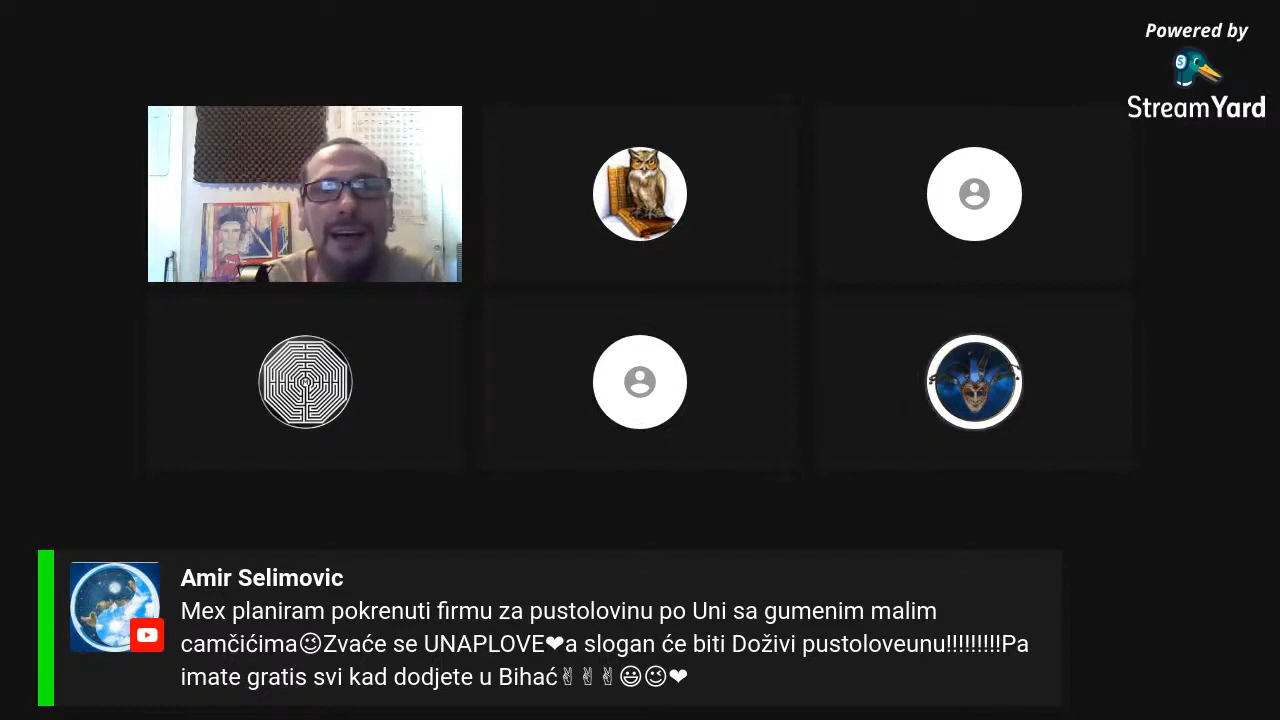 Powered by
StreamYard
Amir Selimovic
Mex planiram pokrenuti firmu za pustolovinu po Uni sa gumenim malim
camčićima😉Zvaće se UNAPLOVE❤a slogan će biti Doživi pustoloveunu!!!!!!!!!Pa
imate gratis svi kad dodjete u Bihać✌✌✌😃😉❤